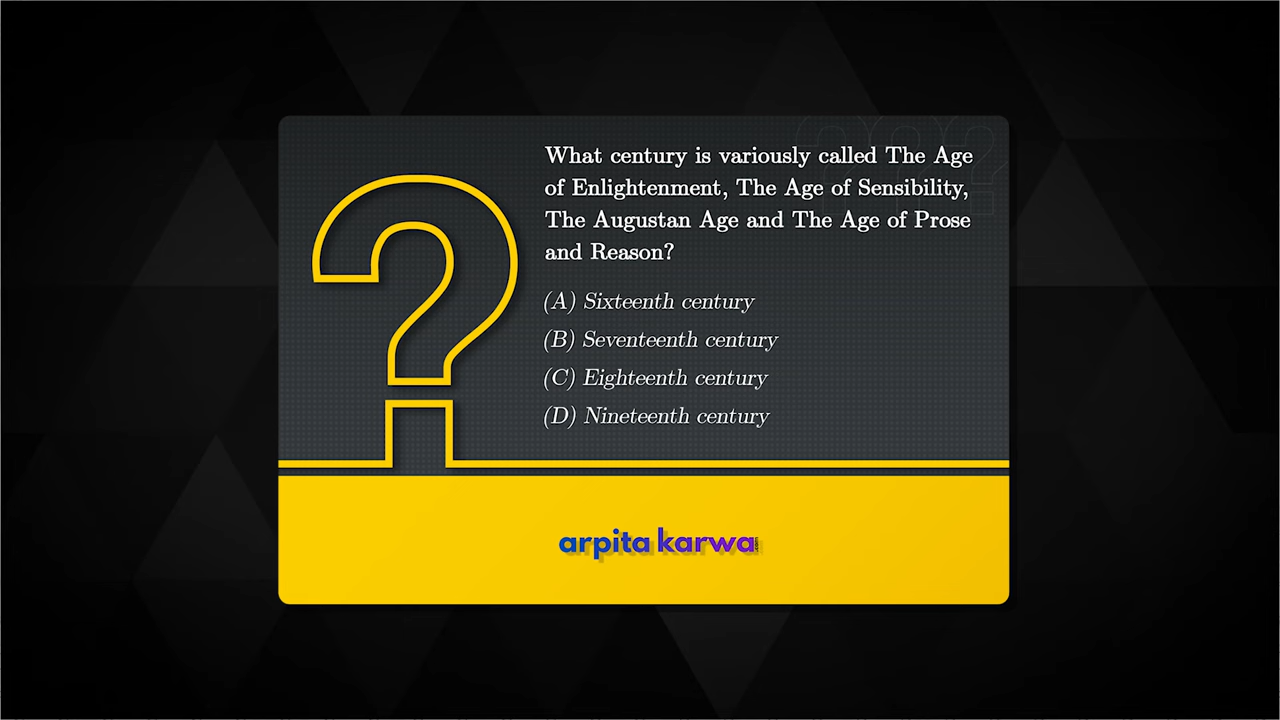 What century is variously called The Age
of Enlightenment, The Age of Sensibility,
The Augustan Age and The Age of Prose
and Reason?
(A) Sixteenth century
(B) Seventeenth century
(C) Eighteenth century
(D) Nineteenth century
arpita karwa.com